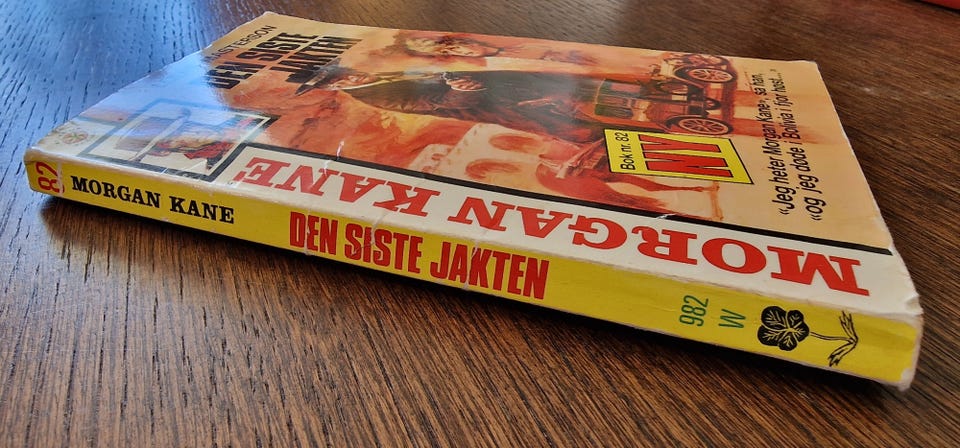 82
MORGAN KANE
DEN SISTE JAKTEN
982
W
MORGAN KANE
MASTERSON
DEN SISTE
JAKTEN
Bok nr. 82
NY
«Jeg heter Morgan Kane», sa han,
«og jeg døde i Bolivia i fjor høst...»